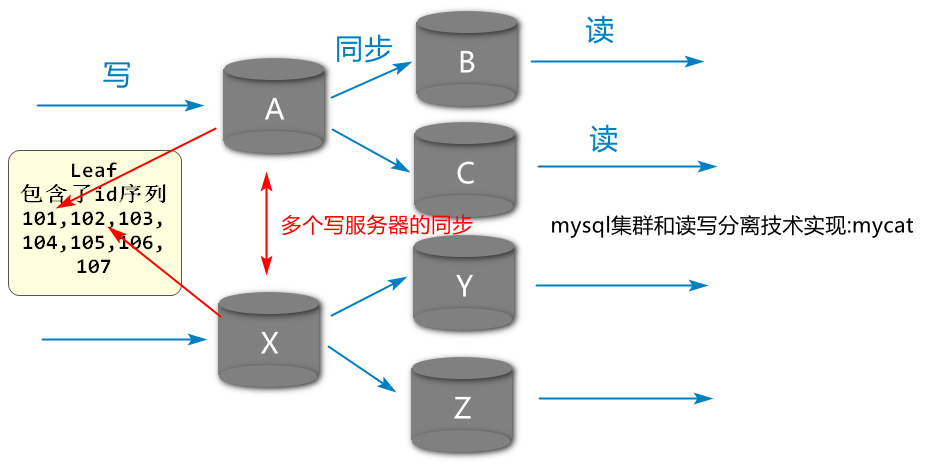 读
同步
B
写
A
读
C
Leaf
包含了id序列
101,102,103,
104,105,106,
107
多个写服务器的同步
mysql集群和读写分离技术实现:mycat
Y
X
Z